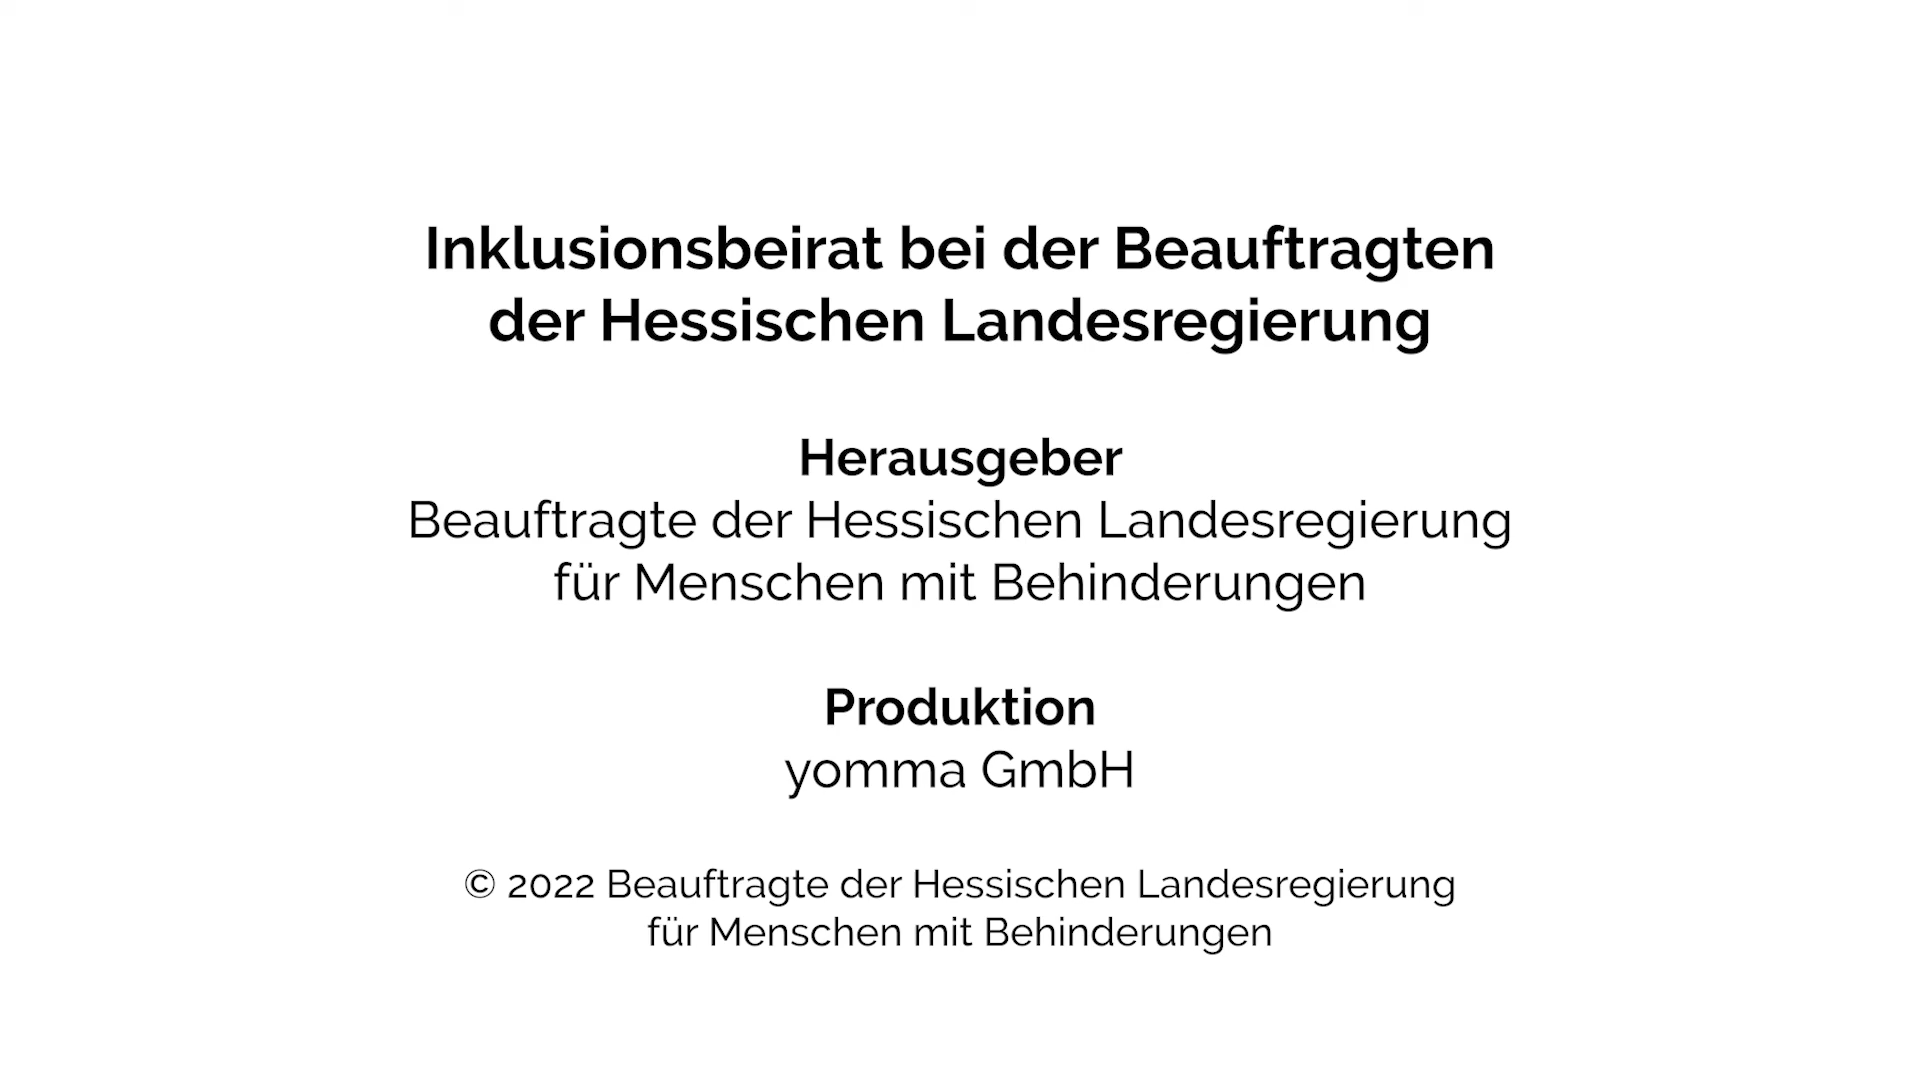 Inklusionsbeirat bei der Beauftragten
der Hessischen Landesregierung
Herausgeber
Beauftragte der Hessischen Landesregierung
für Menschen mit Behinderungen
Produktion
yomma GmbH
© 2022 Beauftragte der Hessischen Landesregierung
für Menschen mit Behinderungen